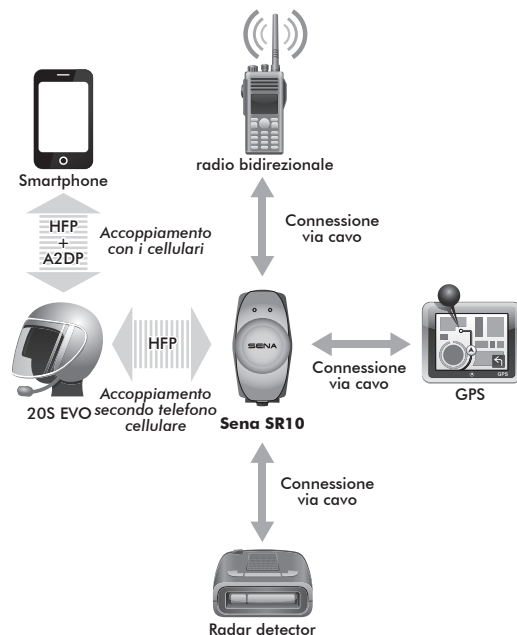 radio bidirezionale
Smartphone
HFP
+
A2DP
Accoppiamento
con i cellulari
Connessione
via cavo
HFP
SENA
Connessione
via cavo
GPS
GPS
20S EVO
Accoppiamento
secondo telefono
cellulare
Sena SR10
Connessione
via cavo
Radar detector